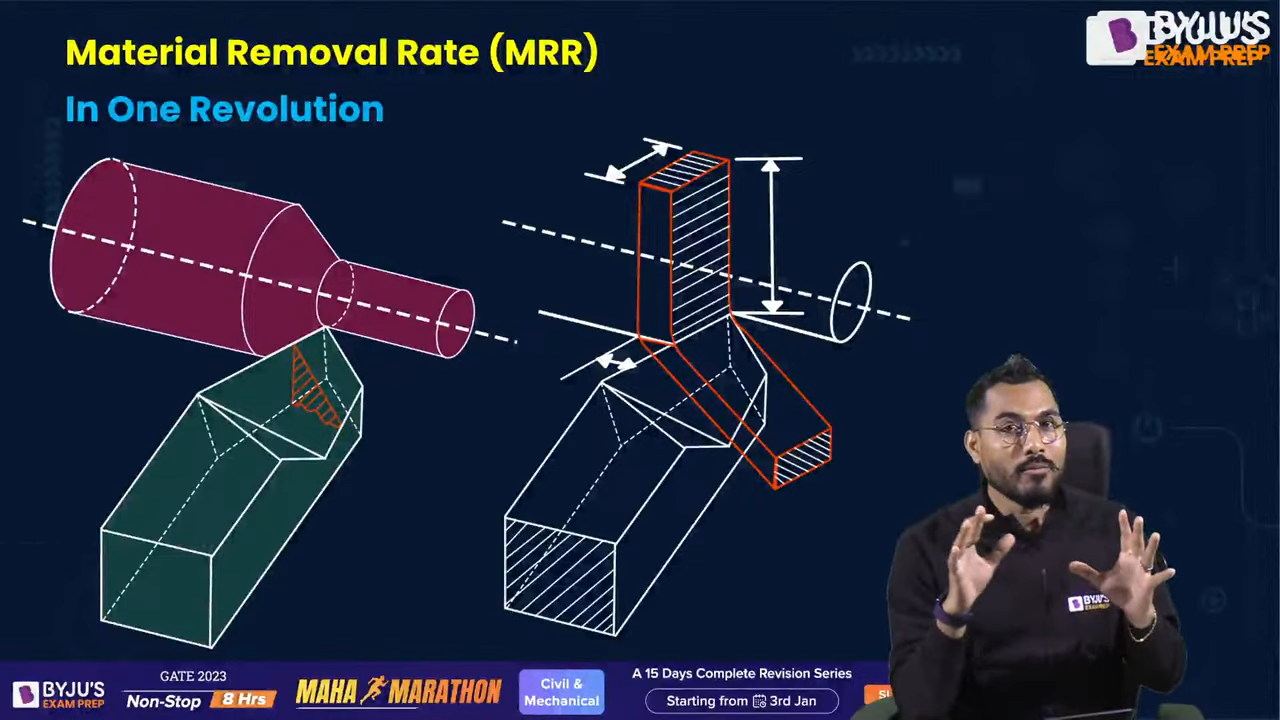 Material Removal Rate (MRR)
In One Revolution
BYJU'S
EXAM PREP
BYJU'S
BYJU'S
EXAM PREP
GATE 2023
Non-Stop 8 Hrs
MAHA MARATHON
Civil &
Mechanical
A 15 Days Complete Revision Series
Starting from 3rd Jan